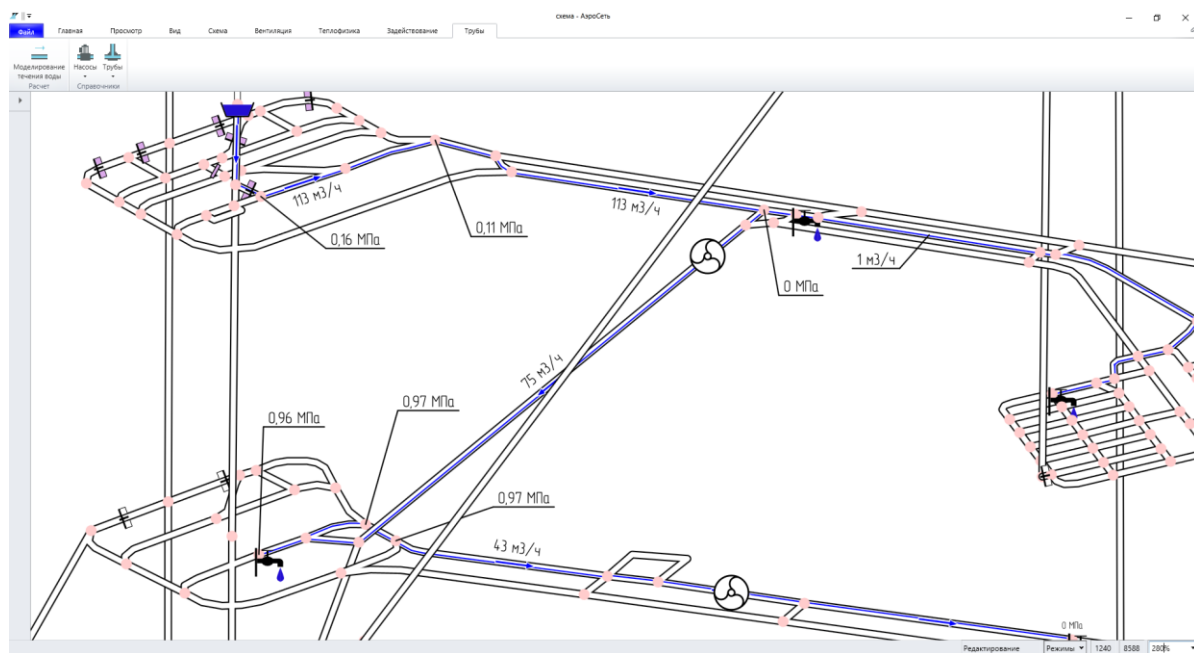 схема - АэроСеть
Файл
Главная
Просмотр
Вид
Схема
Вентиляция
Теплофизика
Задействование
Трубы
Моделирование
течения воды
Насосы
Трубы
Расчет
Справочники
113 м3/ч
0,16 МПа
0,11 МПа
113 м3/ч
0 МПа
1 м3/ч
75 м3/ч
0,96 МПа
0,97 МПа
0,97 МПа
43 м3/ч
0 МПа
Редактирование
Режимы
1240
8588
280%